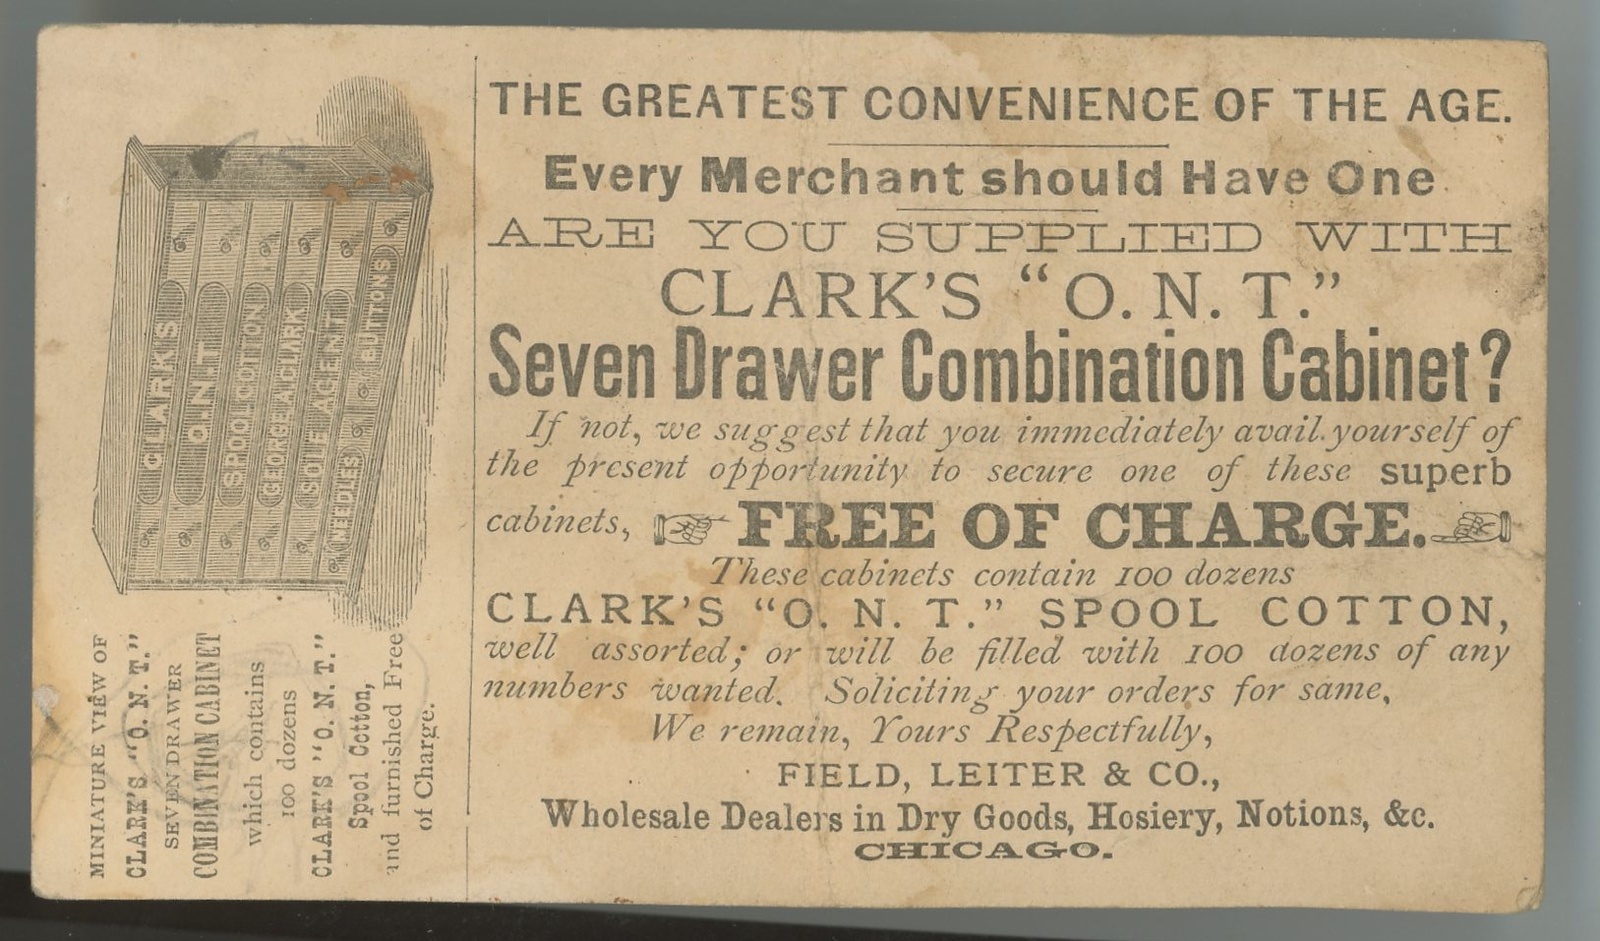 THE GREATEST CONVENIENCE OF THE AGE.
Every Merchant should Have One.
ARE YOU SUPPLIED WITH
CLARK'S "O. N. T."
Seven Drawer Combination Cabinet?
If not, we suggest that you immediately avail yourself of
the present opportunity to secure one of these superb
cabinets, FREE OF CHARGE.
These cabinets contain 100 dozens
CLARK'S "O. N. T." SPOOL COTTON,
well assorted; or will be filled with 100 dozens of any
numbers wanted. Soliciting your orders for same,
We remain, Yours Respectfully,
FIELD, LEITER & CO.,
Wholesale Dealers in Dry Goods, Hosiery, Notions, &c.
CHICAGO.
CLARK'S
O.N.T
SPOOL COTTON
GEORGE A. CLARK
SOLE AGENT
NEEDLES BUTTONS
MINIATURE VIEW OF
CLARK'S "O. N. T."
SEVEN DRAWER
COMBINATION CABINET
which contains
100 dozens
CLARK'S "O. N. T."
Spool Cotton,
and furnished Free
of Charge.